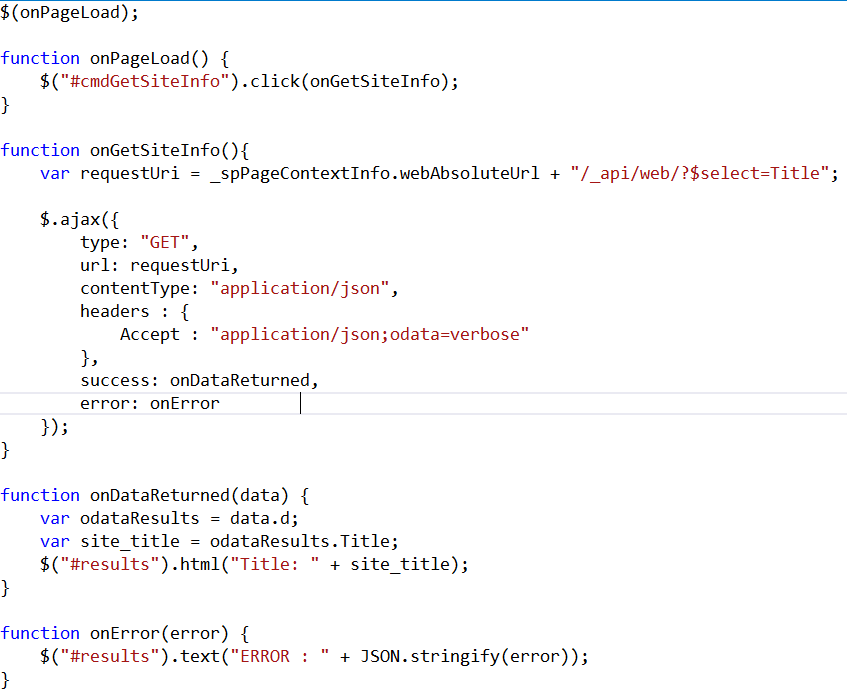 $(onPageLoad);

function onPageLoad() {
    $("#cmdGetSiteInfo").click(onGetSiteInfo);
}

function onGetSiteInfo(){
    var requestUri = _spPageContextInfo.webAbsoluteUrl + "/_api/web/?$select=Title";

    $.ajax({
        type: "GET",
        url: requestUri,
        contentType: "application/json",
        headers : {
            Accept : "application/json;odata=verbose"
        },
        success: onDataReturned,
        error: onError
    });
}

function onDataReturned(data) {
    var odataResults = data.d;
    var site_title = odataResults.Title;
    $("#results").html("Title: " + site_title);
}

function onError(error) {
    $("#results").text("ERROR : " + JSON.stringify(error));
}